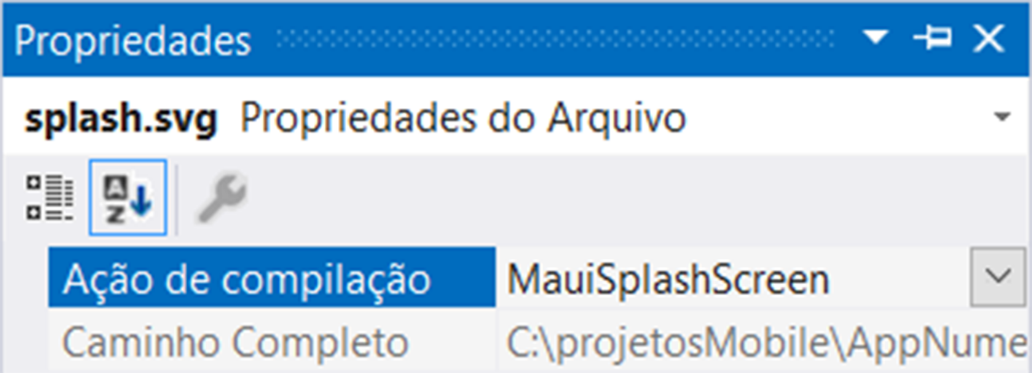 Propriedades
splash.svg Propriedades do Arquivo
Ação de compilação MauiSplashScreen
Caminho Completo C:\projetosMobile\AppNume